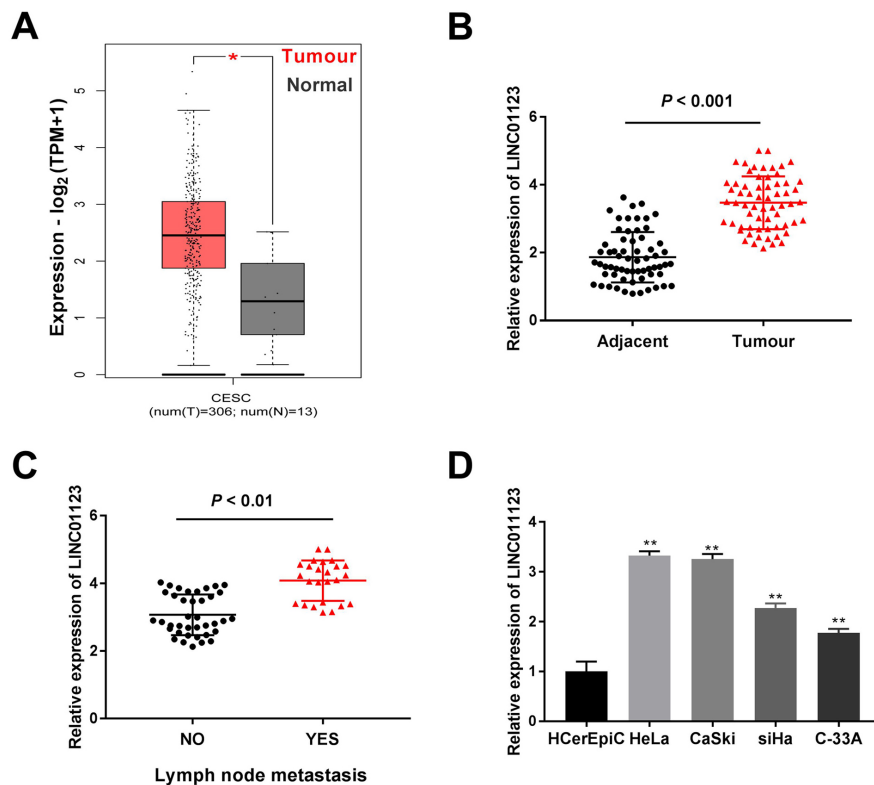 A
Tumour
*
Normal
Expression - log2 (TPM+1)
5
4
3
2
1
0
CESC
(num(T)=306; num(N)=13)
B
P < 0.001
Relative expression of LINC01123
6
4
2
0
Adjacent Tumour
C
P < 0.01
Relative expression of LINC011123
6
4
2
0
NO YES
Lymph node metastasis
D
Relative expression of LINC011123
4
3
2
1
0
** ** ** **
HCerEpiC HeLa CaSki siHa C-33A